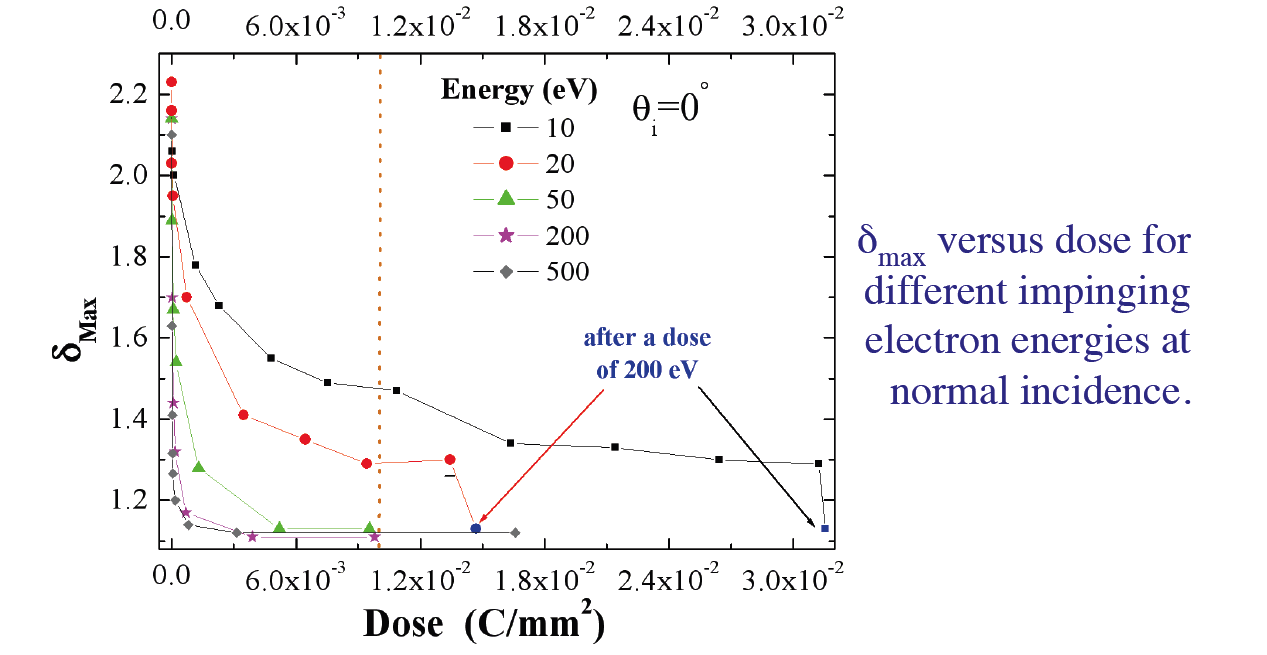 0.0 6.0x10⁻³ 1.2x10⁻² 1.8x10⁻² 2.4x10⁻² 3.0x10⁻²
Energy (eV)
θᵢ=0°
10
20
50
200
500
2.2
2.0
1.8
1.6
1.4
1.2
δMax
after a dose
of 200 eV
0.0 6.0x10⁻³ 1.2x10⁻² 1.8x10⁻² 2.4x10⁻² 3.0x10⁻²
Dose (C/mm²)
δmax versus dose for
different impinging
electron energies at
normal incidence.